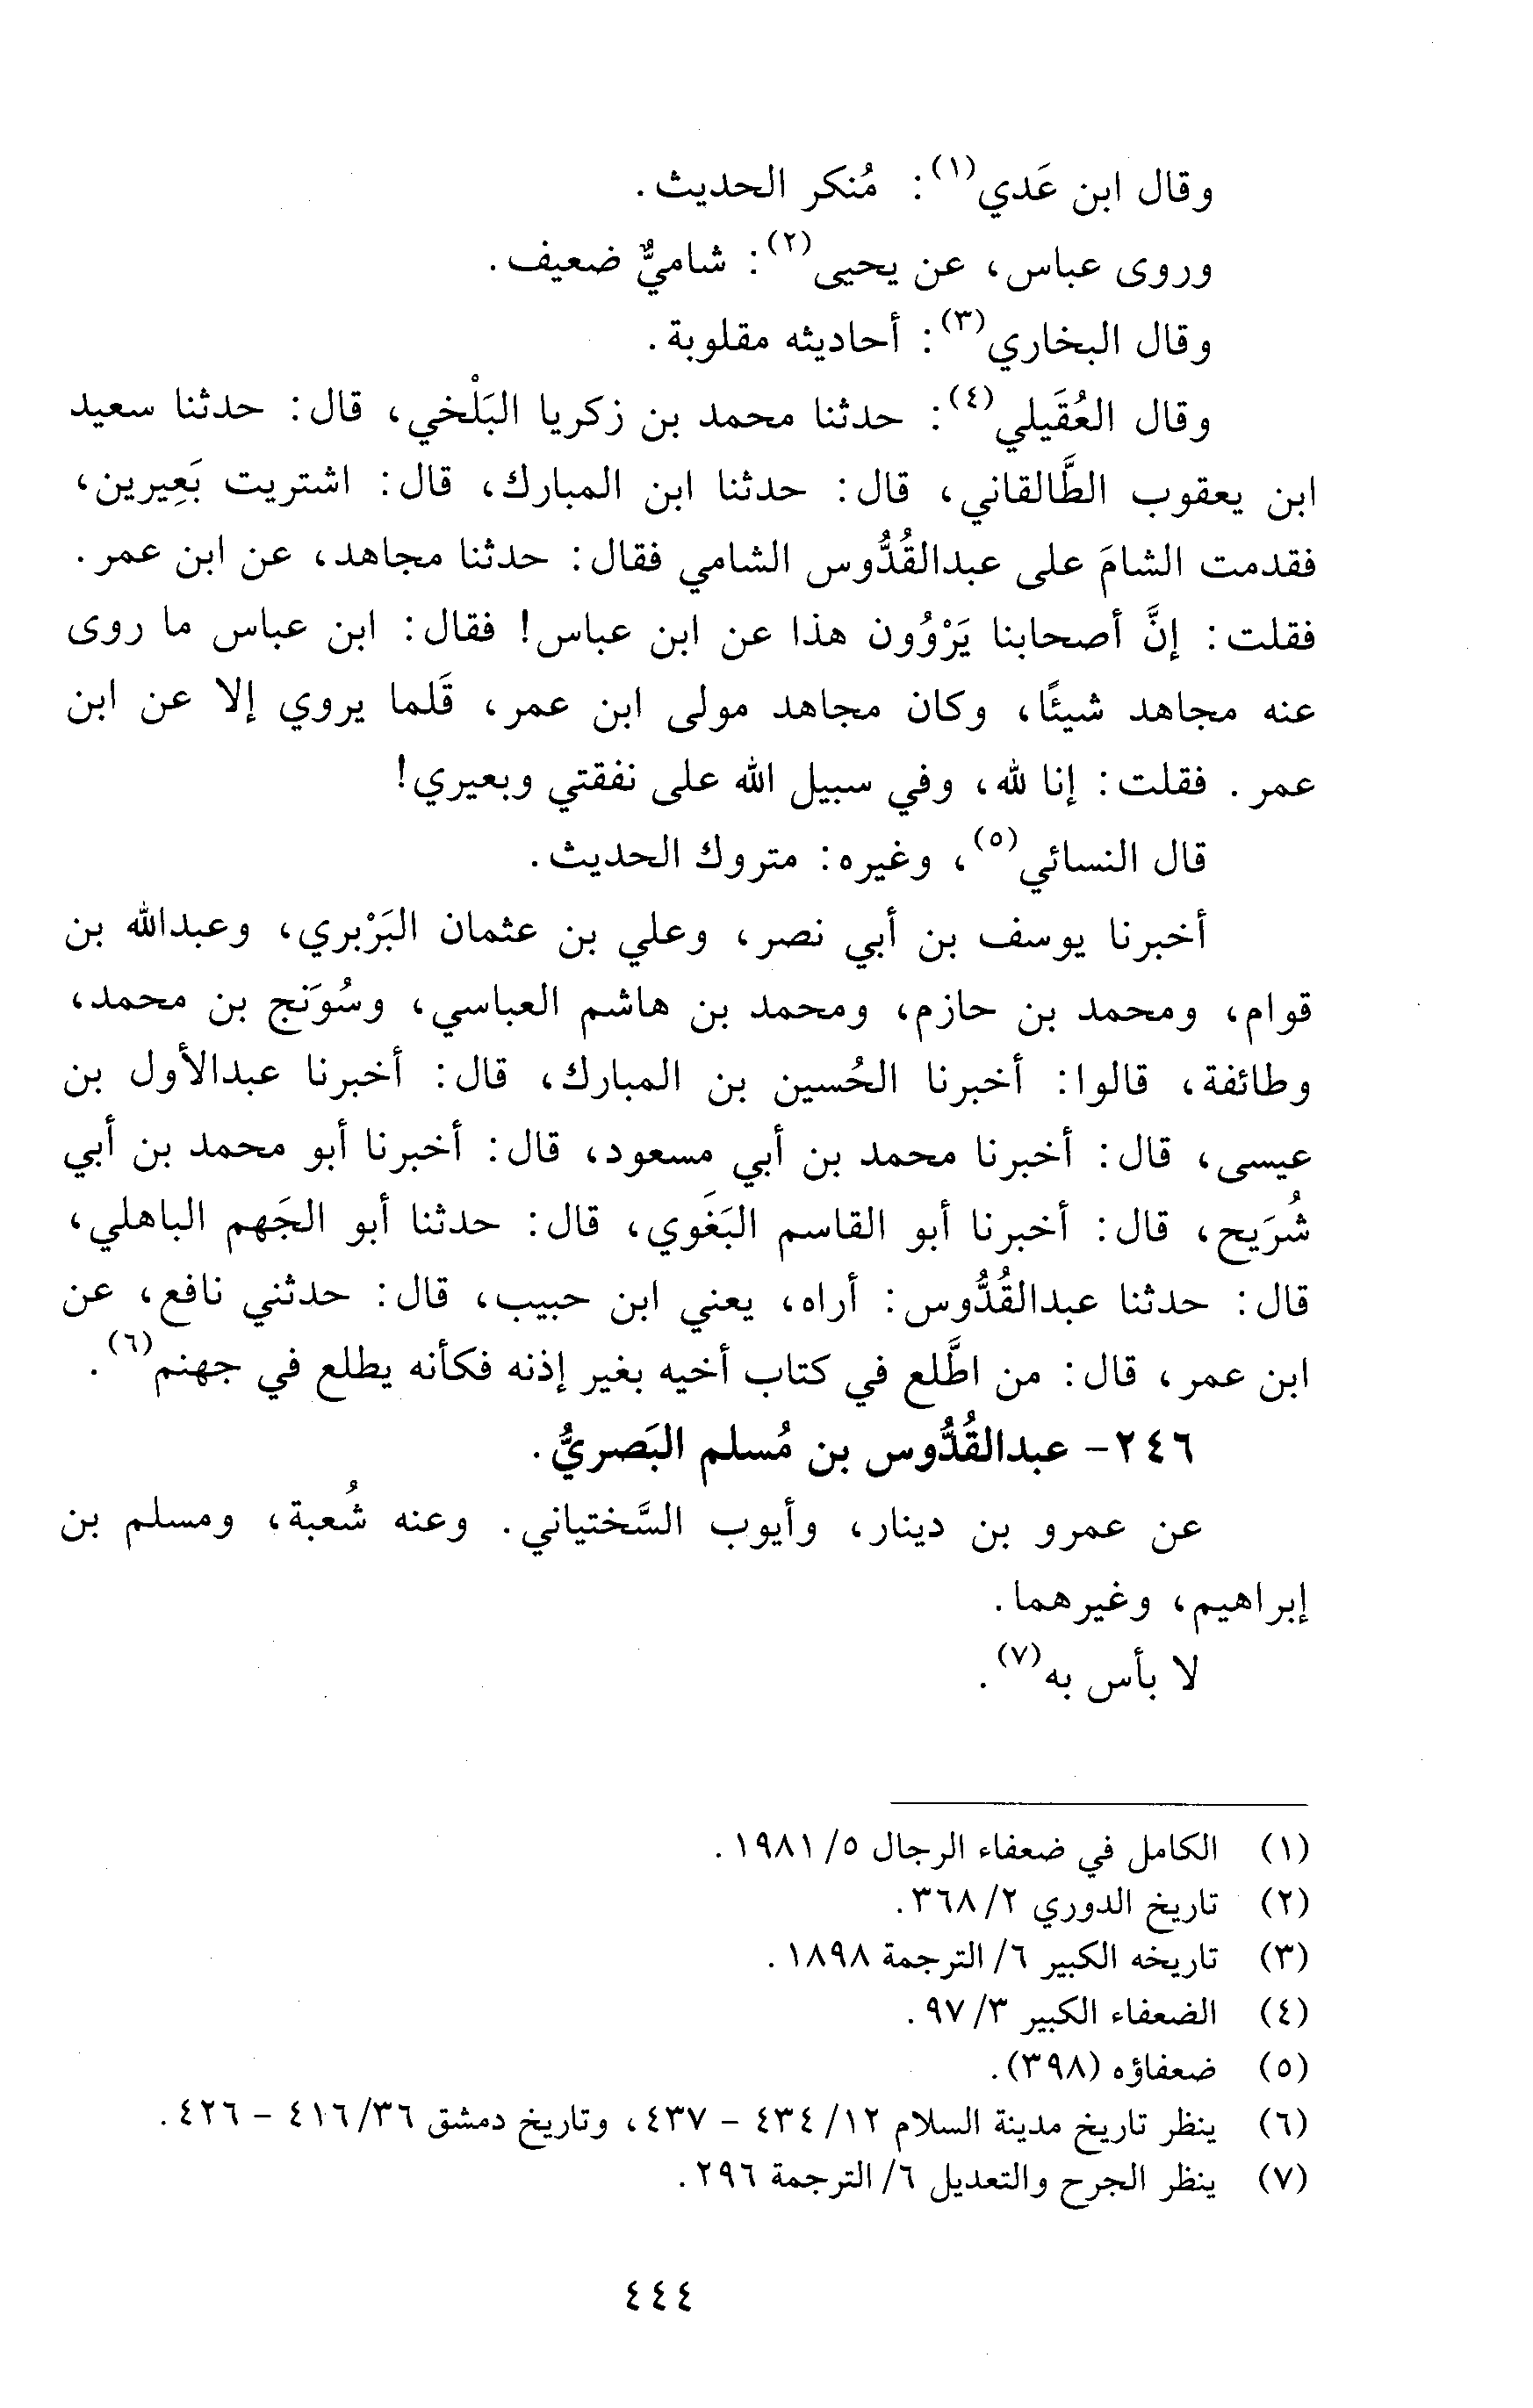 وقال ابن عَدي(١): مُنكر الحديث.
وروى عباس، عن يحيى(٢): شاميٌّ ضعيف.
وقال البخاري(٣): أحاديثه مقلوبة.
وقال العُقَيلي(٤): حدثنا محمد بن زكريا البَلْخي، قال: حدثنا سعيد
ابن يعقوب الطَّالقاني، قال: حدثنا ابن المبارك، قال: اشتريت بَعِيرين،
فقدمت الشامَ على عبدالقُدُّوس الشامي فقال: حدثنا مجاهد، عن ابن عمر.
فقلت: إنَّ أصحابنا يَرْوُون هذا عن ابن عباس! فقال: ابن عباس ما روى
عنه مجاهد شيئًا، وكان مجاهد مولى ابن عمر، قَلما يروي إلا عن ابن
عمر. فقلت: إنا لله، وفي سبيل الله على نفقتي وبعيري!
قال النسائي(٥)، وغيره: متروك الحديث.
أخبرنا يوسف بن أبي نصر، وعلي بن عثمان البَرْبري، وعبدالله بن
قوام، ومحمد بن حازم، ومحمد بن هاشم العباسي، وسُوَنج بن محمد،
وطائفة، قالوا: أخبرنا الحُسين بن المبارك، قال: أخبرنا عبدالأول بن
عيسى، قال: أخبرنا محمد بن أبي مسعود، قال: أخبرنا أبو محمد بن أبي
شُرَيح، قال: أخبرنا أبو القاسم البَغَوي، قال: حدثنا أبو الجَهم الباهلي،
قال: حدثنا عبدالقُدُّوس: أراه، يعني ابن حبيب، قال: حدثني نافع، عن
ابن عمر، قال: من اطَّلع في كتاب أخيه بغير إذنه فكأنه يطلع في جهنم(٦).
٢٤٦- عبدالقُدُّوس بن مُسلم البَصريُّ.
عن عمرو بن دينار، وأيوب السَّختياني. وعنه شُعبة، ومسلم بن
إبراهيم، وغيرهما.
لا بأس به(٧).
(١) الكامل في ضعفاء الرجال ٥/ ١٩٨١.
(٢) تاريخ الدوري ٢/ ٣٦٨.
(٣) تاريخه الكبير ٦/ الترجمة ١٨٩٨.
(٤) الضعفاء الكبير ٣/ ٩٧.
(٥) ضعفاؤه (٣٩٨).
(٦) ينظر تاريخ مدينة السلام ١٢/ ٤٣٤ - ٤٣٧، وتاريخ دمشق ٣٦/ ٤١٦ - ٤٢٦.
(٧) ينظر الجرح والتعديل ٦/ الترجمة ٢٩٦.
٤٤٤